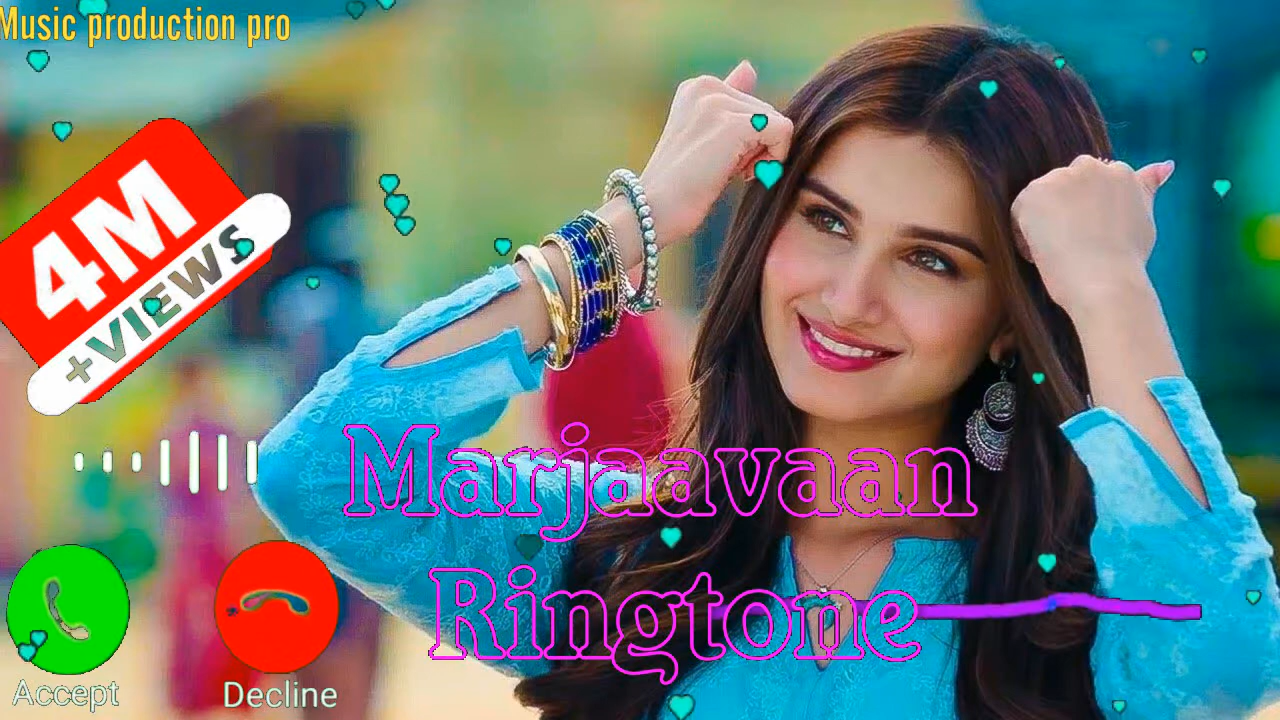 Music production pro
4M
+VIEWS
Marjaavaan
Ringtone
Accept
Decline